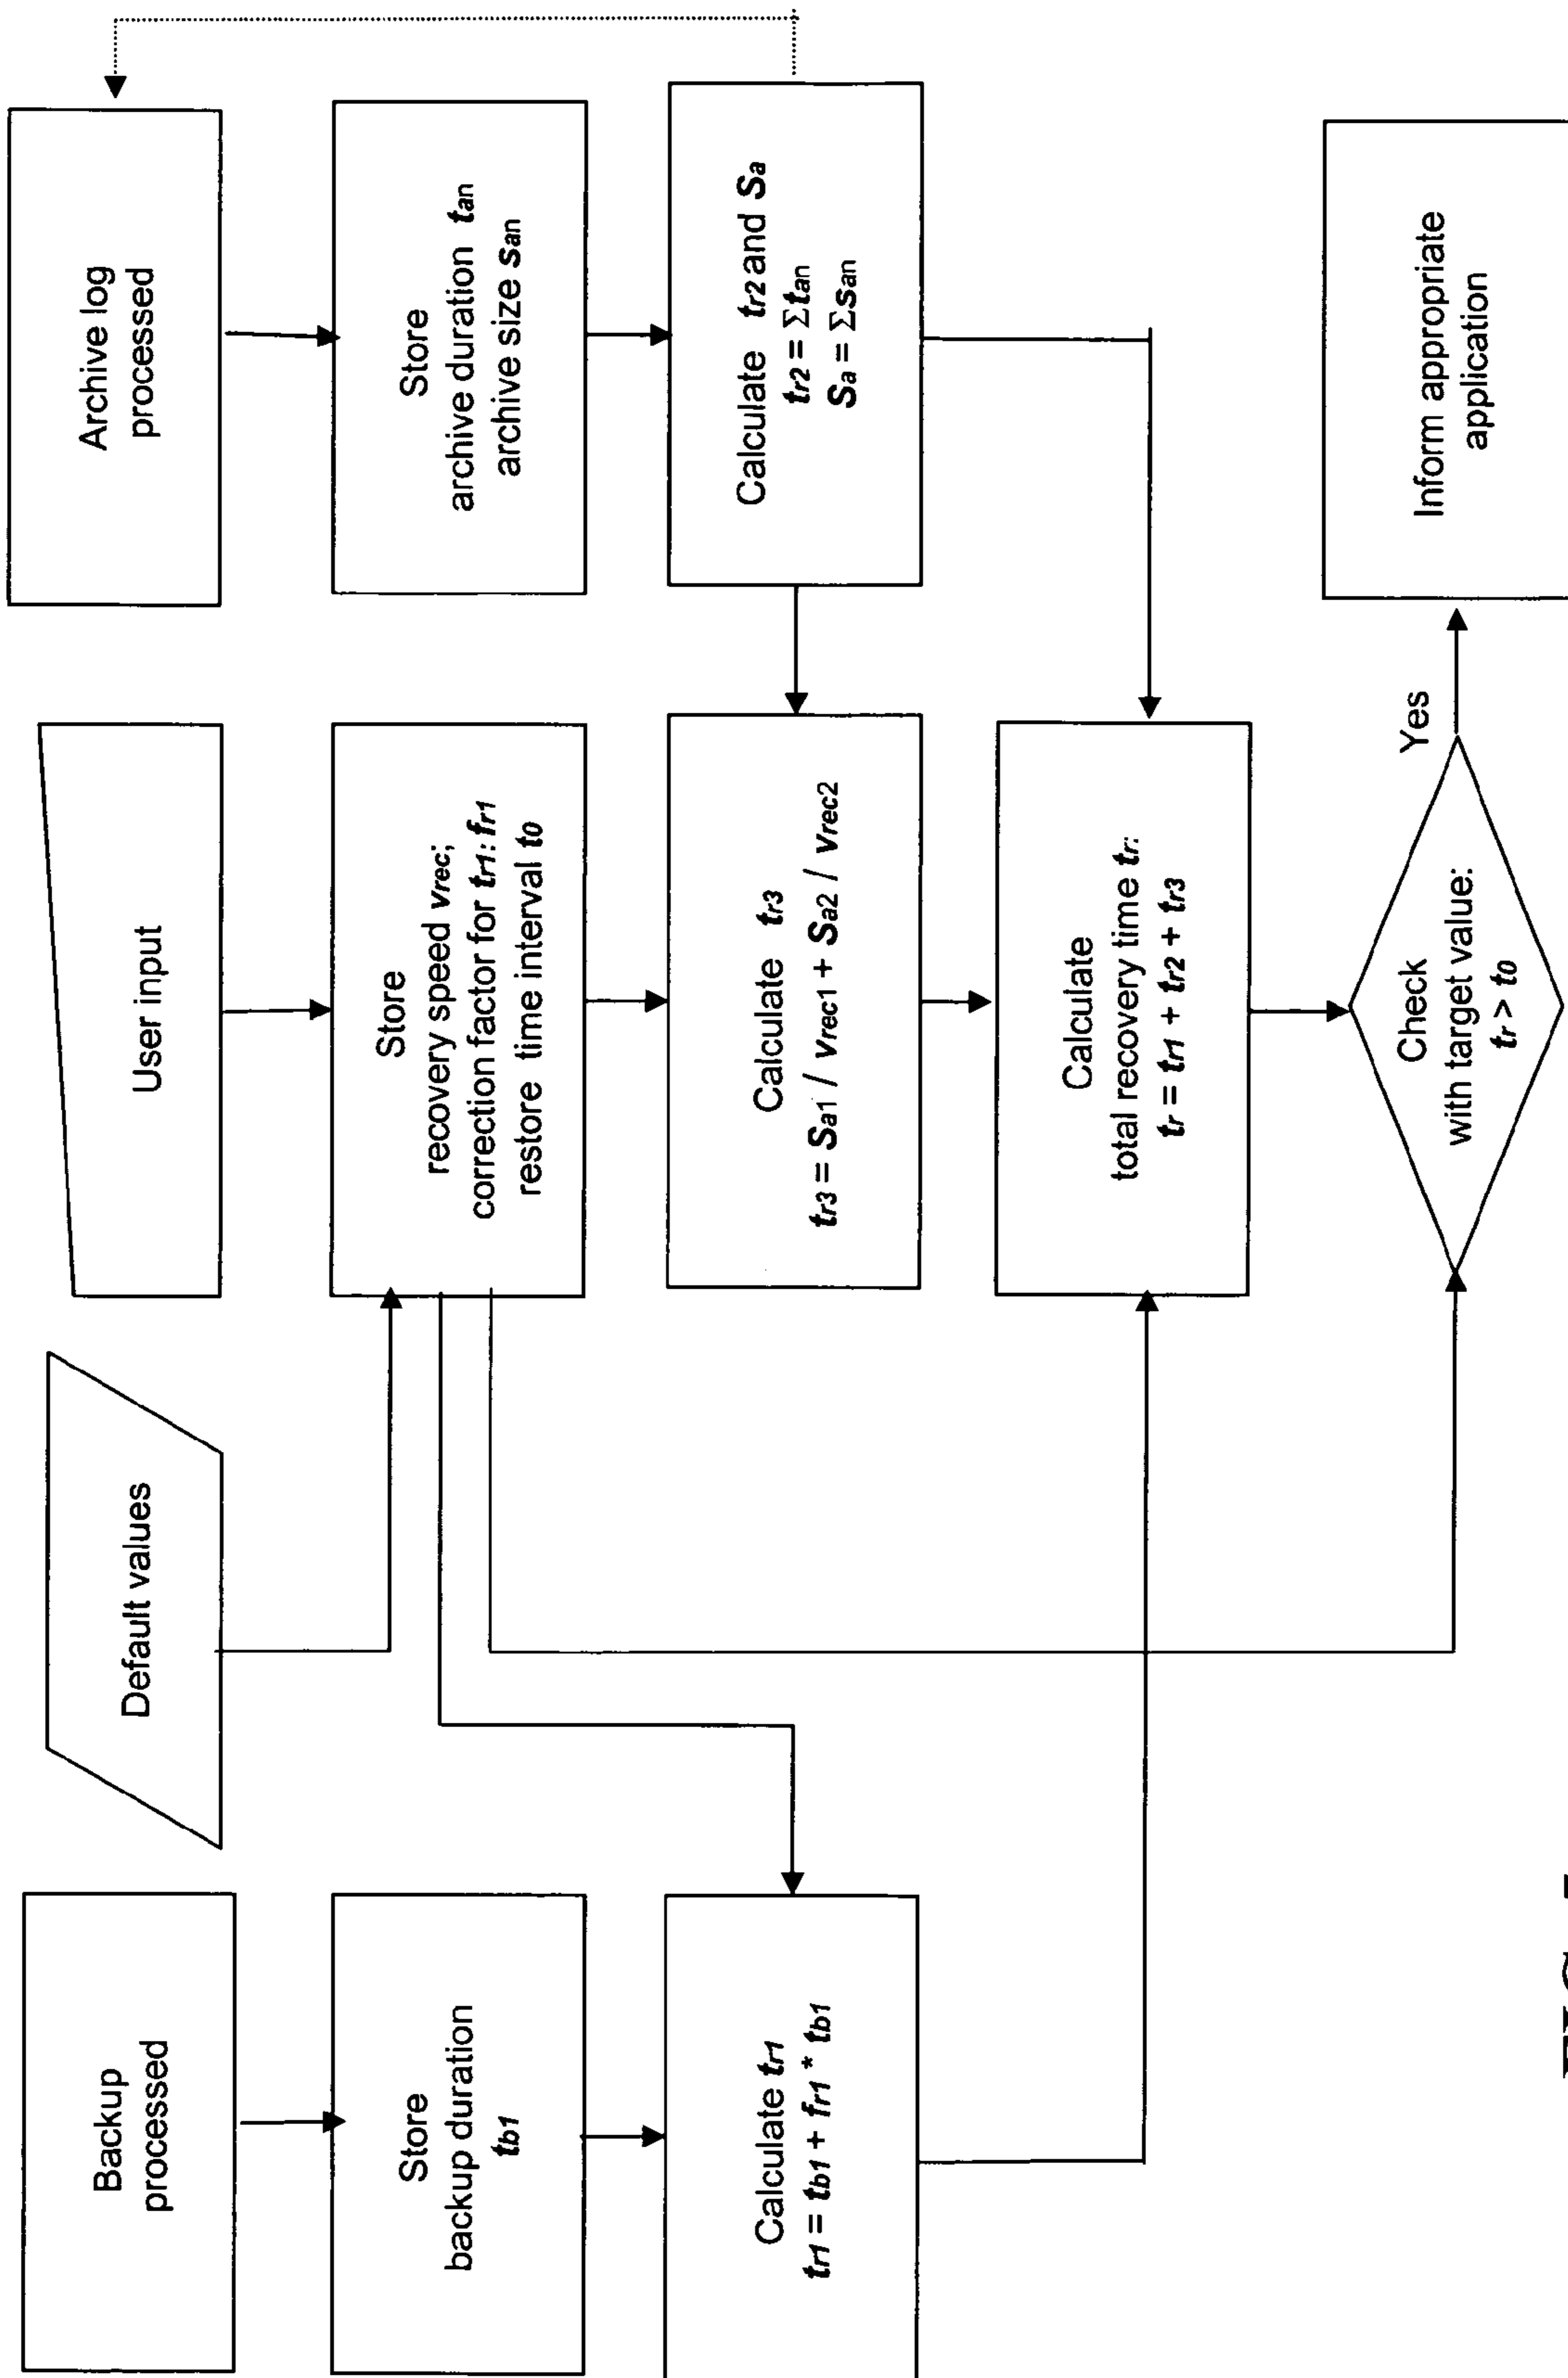 Backup
processed
Default values
User input
Archive log
processed
Store
backup duration
tb1
Store
recovery speed vrec;
correction factor for tr1: fr1
restore time interval t0
Store
archive duration tan
archive size san
Calculate tr1
tr1 = tb1 + fr1 * tb1
Calculate tr3
tr3 = Sa1 / vrec1 + Sa2 / vrec2
Calculate tr2 and Sa
tr2 = Σtan
Sa = Σsan
Calculate
total recovery time tr:
tr = tr1 + tr2 + tr3
Check
with target value:
tr > t0
Yes
Inform appropriate
application